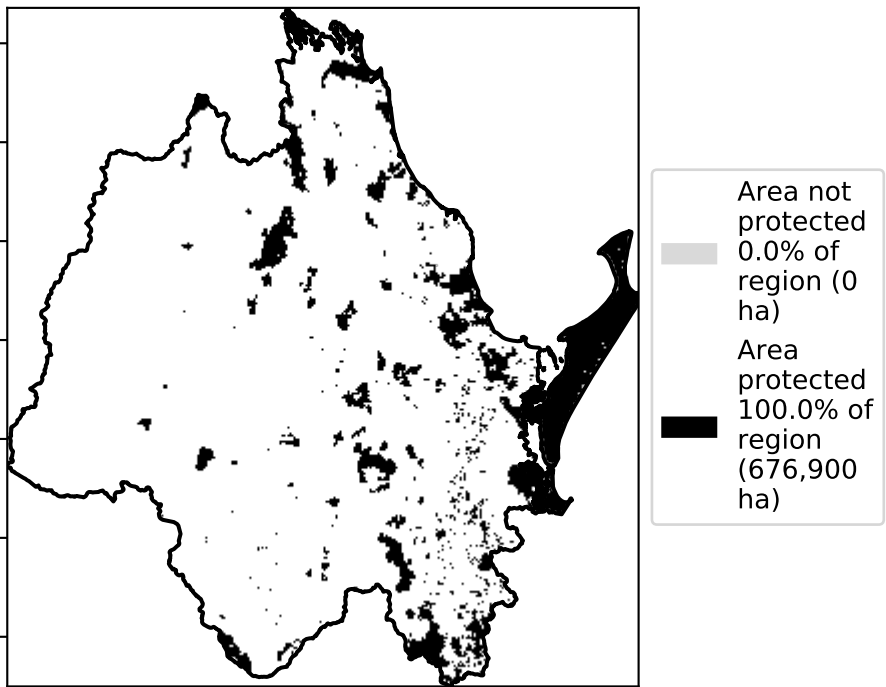 Area not
protected
0.0% of
region (0
ha)
Area
protected
100.0% of
region
(676,900
ha)